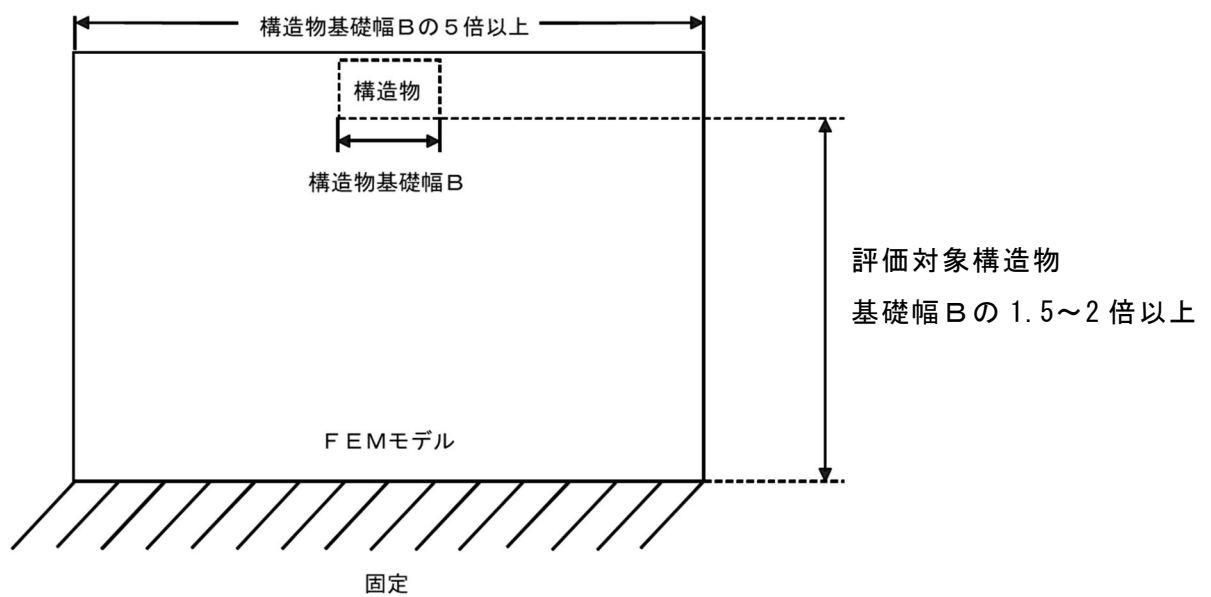 構造物基礎幅Bの5倍以上
構造物
構造物基礎幅B
評価対象構造物
基礎幅Bの1.5～2倍以上
FEMモデル
固定